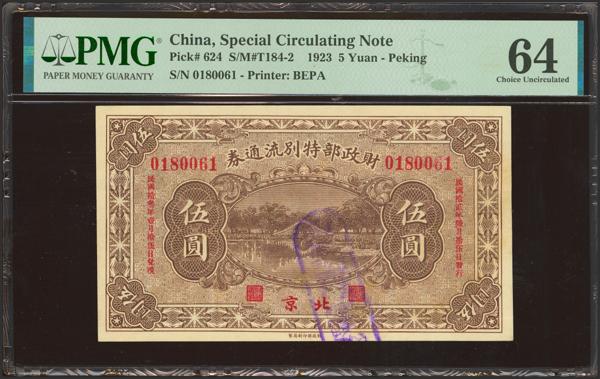 PMG
PAPER MONEY GUARANTY
China, Special Circulating Note
Pick# 624 S/M#T184-2 1923 5 Yuan - Peking
S/N 0180061 - Printer: BEPA
64
Choice Uncirculated
伍圓
圓伍
券通流別特部政財
0180061
0180061
伍圓
伍圓
京北
圓伍
圓伍